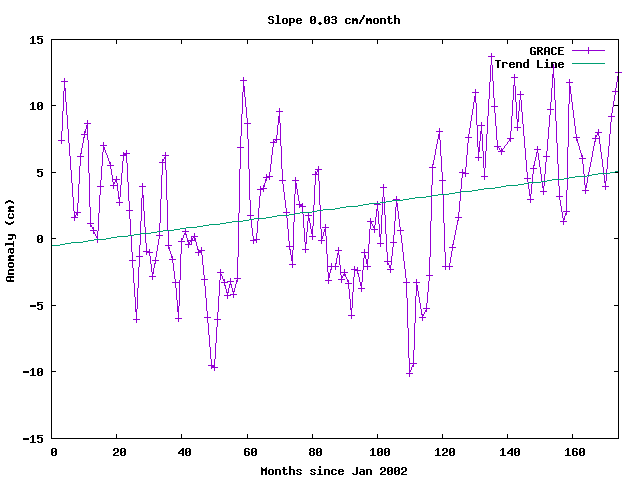 Slope 0.03 cm/month
GRACE
Trend Line
15
10
5
0
-5
-10
-15
Anomaly (cm)
0 20 40 60 80 100 120 140 160
Months since Jan 2002